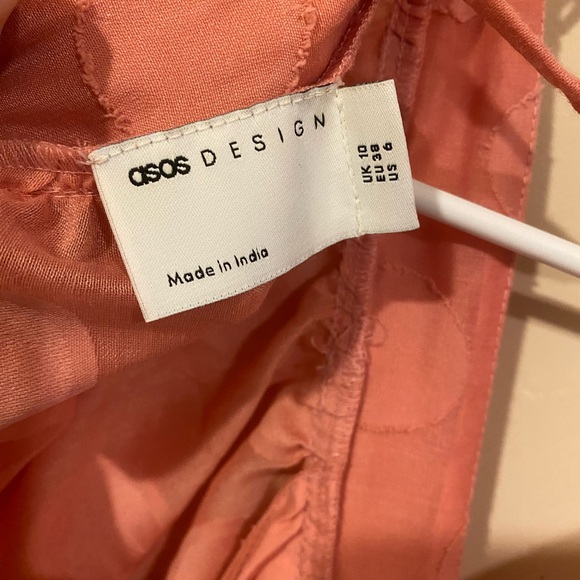 asos DESIGN
Made in India
UK 10
EU 38
US 6